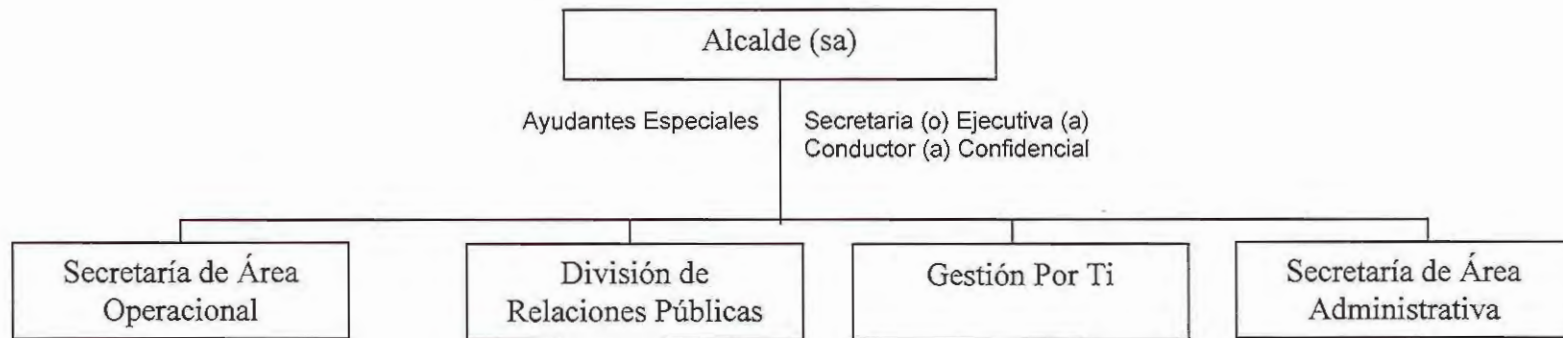 Alcalde (sa)
Ayudantes Especiales
Secretaria (o) Ejecutiva (a)
Conductor (a) Confidencial
Secretaría de Área
Operacional
División de
Relaciones Públicas
Gestión Por Ti
Secretaría de Área
Administrativa